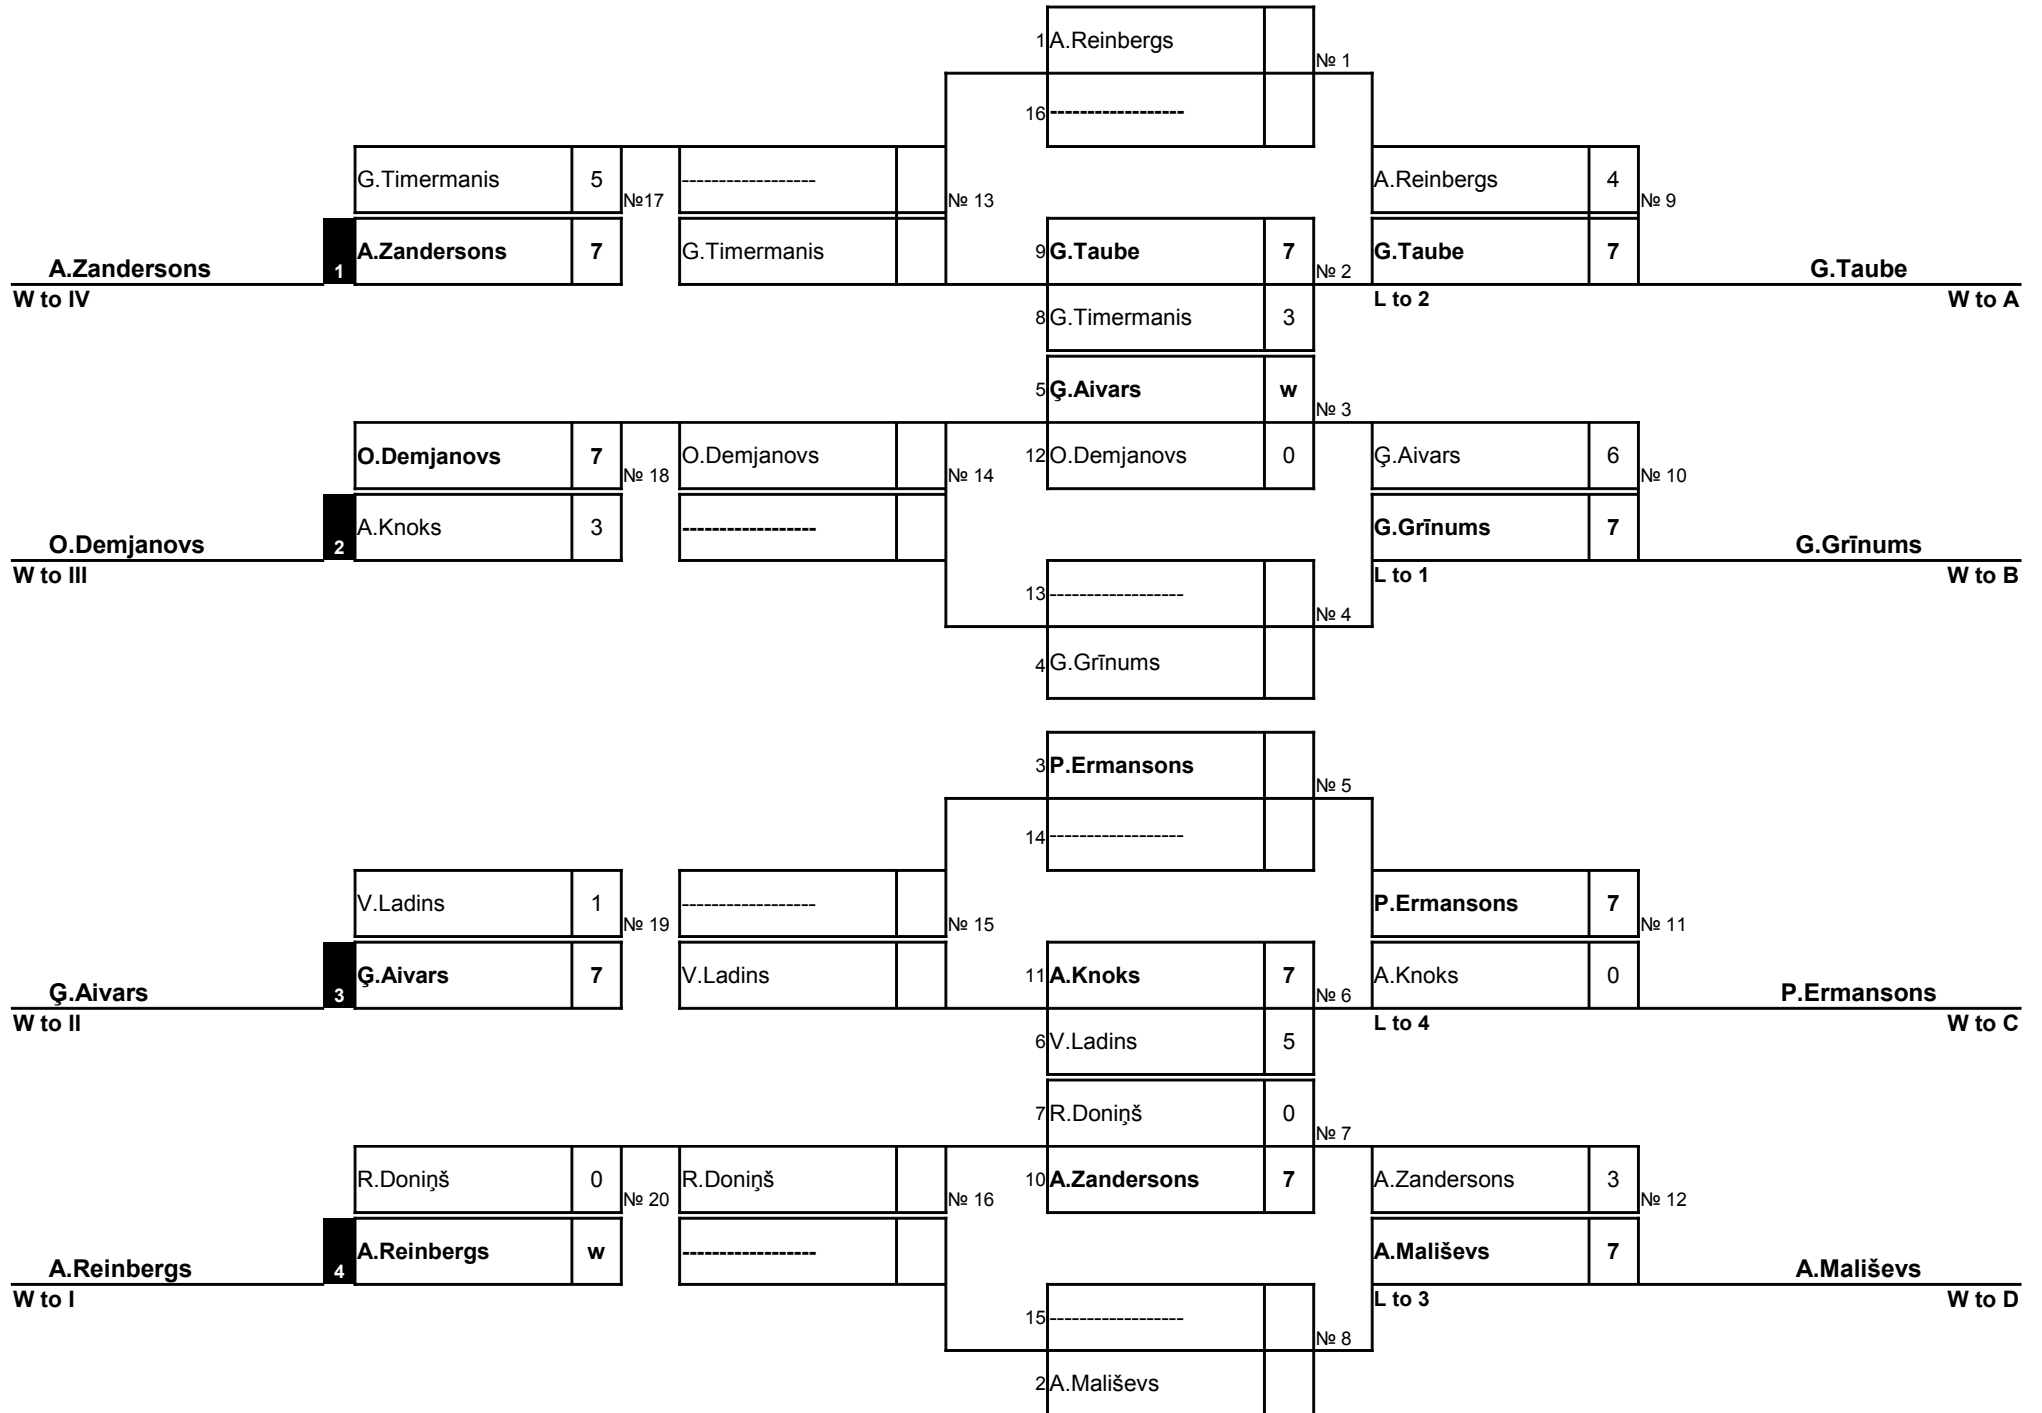 1 A.Reinbergs
№ 1
16 ------------------
G.Timermanis 5 ------------------ A.Reinbergs 4
№17 № 13 № 9
A.Zandersons 1 A.Zandersons 7 G.Timermanis 9 G.Taube 7 № 2 G.Taube 7 G.Taube
W to IV L to 2 W to A
8 G.Timermanis 3
5 Ģ.Aivars w
№ 3
O.Demjanovs 7 O.Demjanovs 12 O.Demjanovs 0 Ģ.Aivars 6
№ 18 № 14 № 10
O.Demjanovs 2 A.Knoks 3 ------------------ G.Grīnums 7 G.Grīnums
W to III L to 1 W to B
13 ------------------
№ 4
4 G.Grīnums
3 P.Ermansons
№ 5
14 ------------------
V.Ladins 1 ------------------ P.Ermansons 7
№ 19 № 15 № 11
Ģ.Aivars 3 Ģ.Aivars 7 V.Ladins 11 A.Knoks 7 № 6 A.Knoks 0 P.Ermansons
W to II L to 4 W to C
6 V.Ladins 5
7 R.Doniņš 0
№ 7
R.Doniņš 0 R.Doniņš 10 A.Zandersons 7 A.Zandersons 3
№ 20 № 16 № 12
A.Reinbergs 4 A.Reinbergs w ------------------ A.Mališevs 7 A.Mališevs
W to I L to 3 W to D
15 ------------------
№ 8
2 A.Mališevs